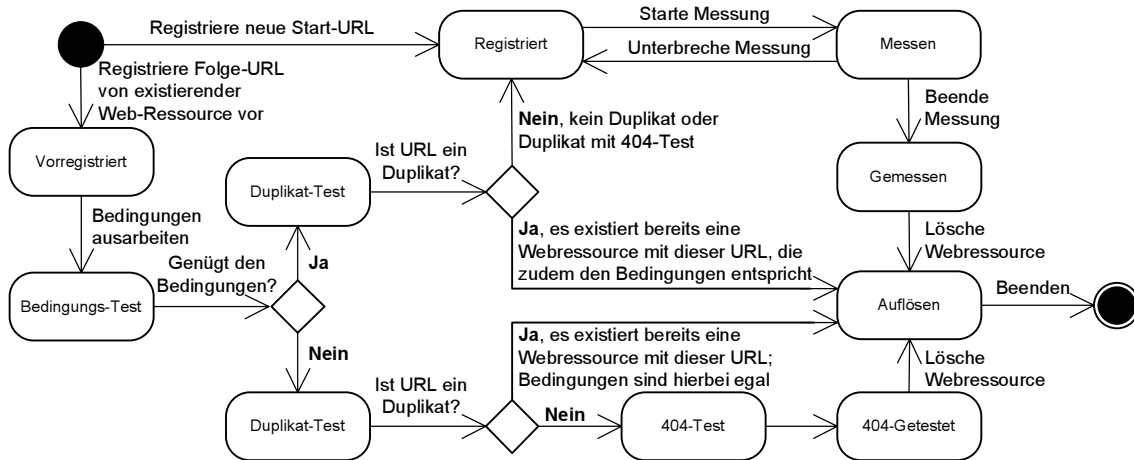 Registriere neue Start-URL
Registriert
Starte Messung
Unterbreche Messung
Messen
Registriere Folge-URL
von existierender
Web-Ressource vor
Beende
Messung
Nein, kein Duplikat oder
Duplikat mit 404-Test
Vorregistriert
Duplikat-Test
Ist URL ein
Duplikat?
Gemessen
Bedingungen
ausarbeiten
Ja, es existiert bereits eine
Webressource mit dieser URL, die
zudem den Bedingungen entspricht
Lösche
Webressource
Genügt den
Bedingungen?
Ja
Bedingungs-Test
Auflösen
Beenden
Nein
Ja, es existiert bereits eine
Webressource mit dieser URL;
Bedingungen sind hierbei egal
Lösche
Webressource
Ist URL ein
Duplikat?
Duplikat-Test
Nein
404-Test
404-Getestet